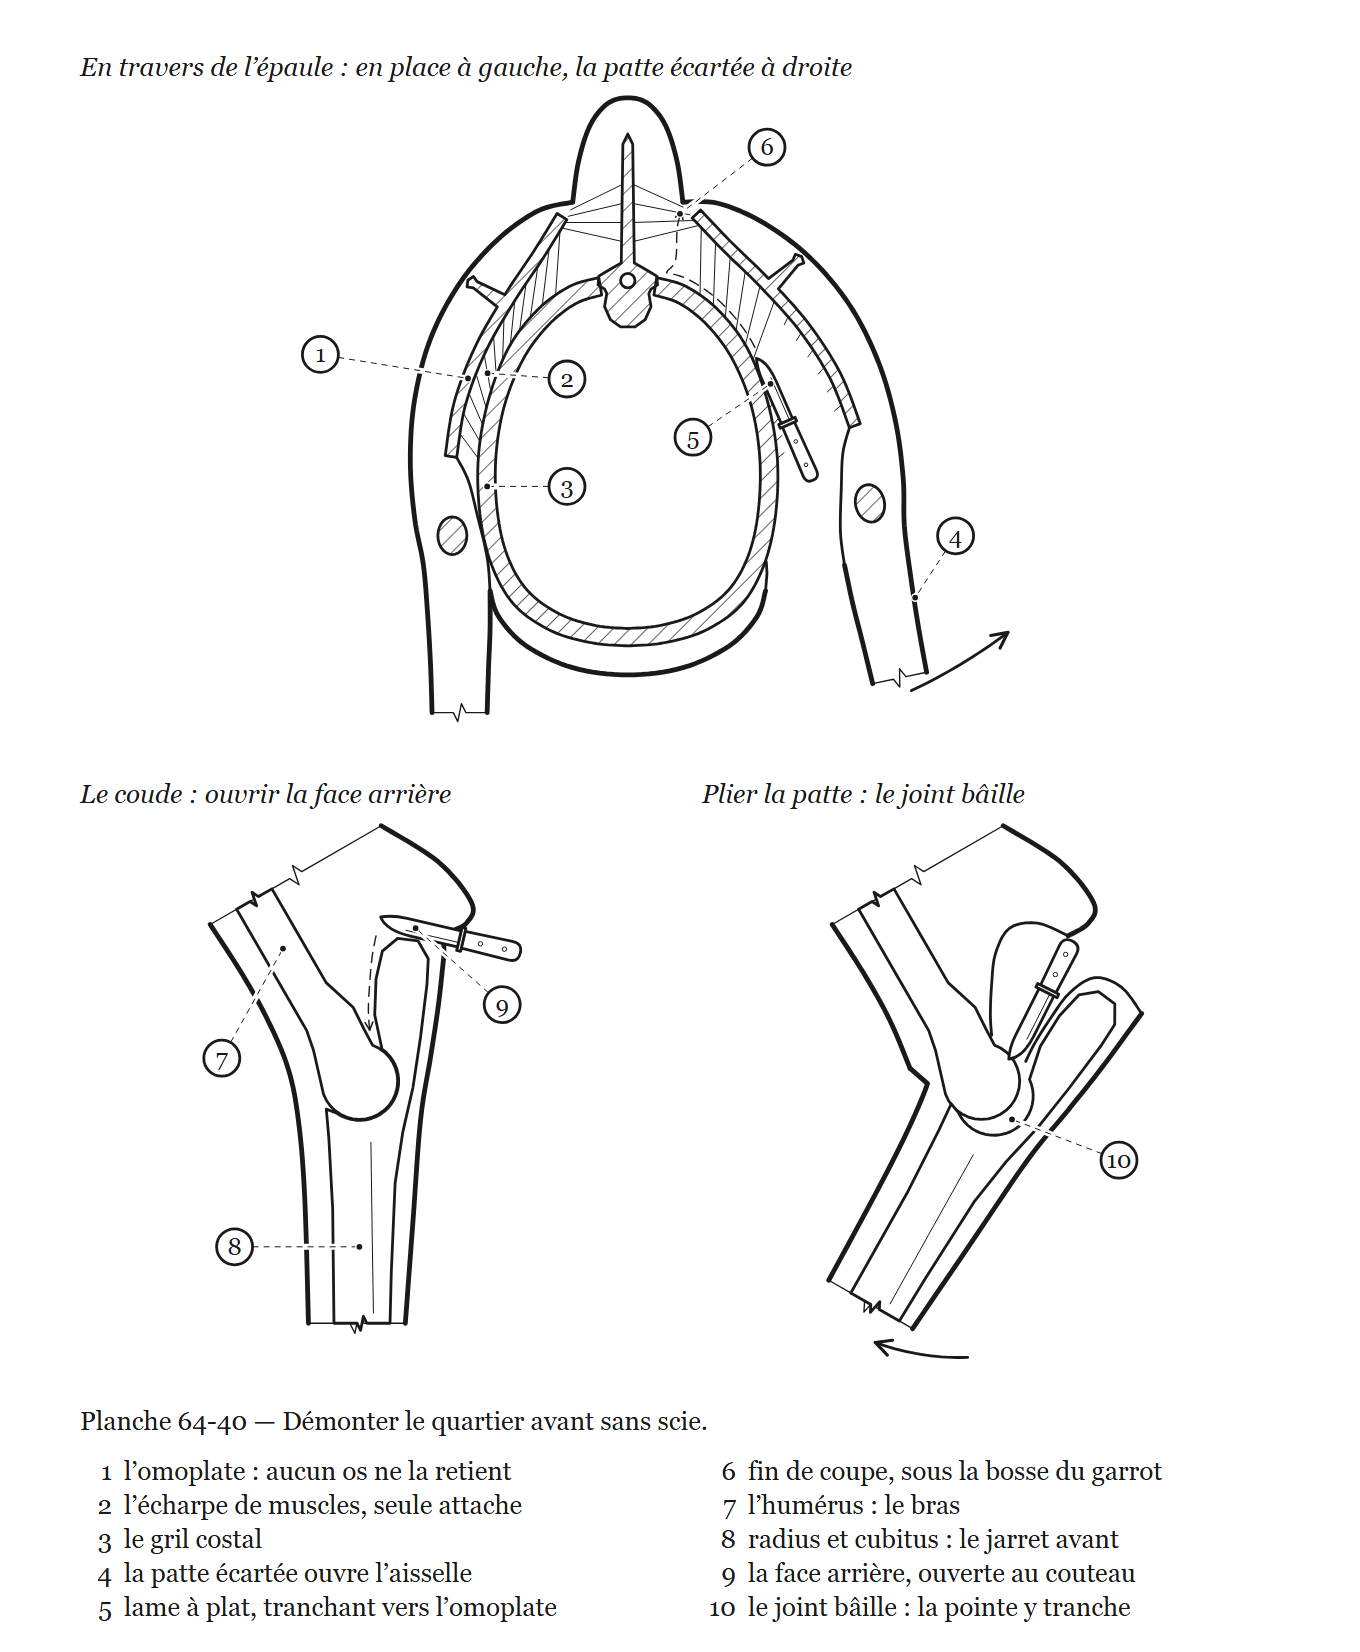 En travers de l’épaule : en place à gauche, la patte écartée à droite
6
1
2
5
3
4
Le coude : ouvrir la face arrière
Plier la patte : le joint bâille
9
7
10
8
Planche 64-40 — Démonter le quartier avant sans scie.
1 l’omoplate : aucun os ne la retient
2 l’écharpe de muscles, seule attache
3 le gril costal
4 la patte écartée ouvre l’aisselle
5 lame à plat, tranchant vers l’omoplate
6 fin de coupe, sous la bosse du garrot
7 l’humérus : le bras
8 radius et cubitus : le jarret avant
9 la face arrière, ouverte au couteau
10 le joint bâille : la pointe y tranche